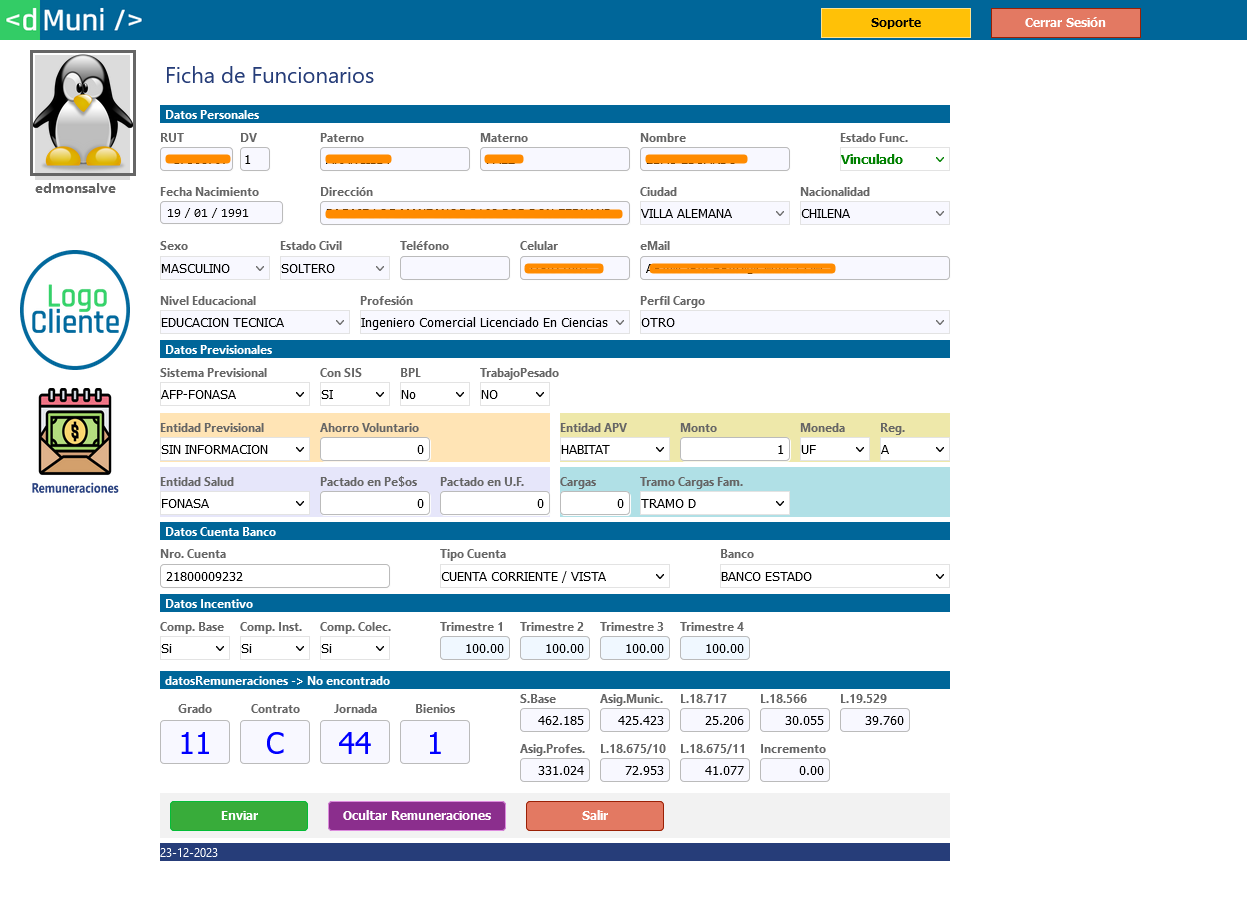 <d Muni />
Soporte
Cerrar Sesión
edmonsalve
Logo
Cliente
Remuneraciones
Ficha de Funcionarios
Datos Personales
RUT DV Paterno Materno Nombre Estado Func.
1 Vinculado
Fecha Nacimiento Dirección Ciudad Nacionalidad
19 / 01 / 1991 VILLA ALEMANA CHILENA
Sexo Estado Civil Teléfono Celular eMail
MASCULINO SOLTERO
Nivel Educacional Profesión Perfil Cargo
EDUCACION TECNICA Ingeniero Comercial Licenciado En Ciencias OTRO
Datos Previsionales
Sistema Previsional Con SIS BPL TrabajoPesado
AFP-FONASA SI No NO
Entidad Previsional Ahorro Voluntario Entidad APV Monto Moneda Reg.
SIN INFORMACION 0 HABITAT 1 UF A
Entidad Salud Pactado en Pe$os Pactado en U.F. Cargas Tramo Cargas Fam.
FONASA 0 0 0 TRAMO D
Datos Cuenta Banco
Nro. Cuenta Tipo Cuenta Banco
21800009232 CUENTA CORRIENTE / VISTA BANCO ESTADO
Datos Incentivo
Comp. Base Comp. Inst. Comp. Colec. Trimestre 1 Trimestre 2 Trimestre 3 Trimestre 4
Si Si Si 100.00 100.00 100.00 100.00
datosRemuneraciones -> No encontrado
Grado Contrato Jornada Bienios
11 C 44 1
S.Base Asig.Munic. L.18.717 L.18.566 L.19.529
462.185 425.423 25.206 30.055 39.760
Asig.Profes. L.18.675/10 L.18.675/11 Incremento
331.024 72.953 41.077 0.00
Enviar Ocultar Remuneraciones Salir
23-12-2023